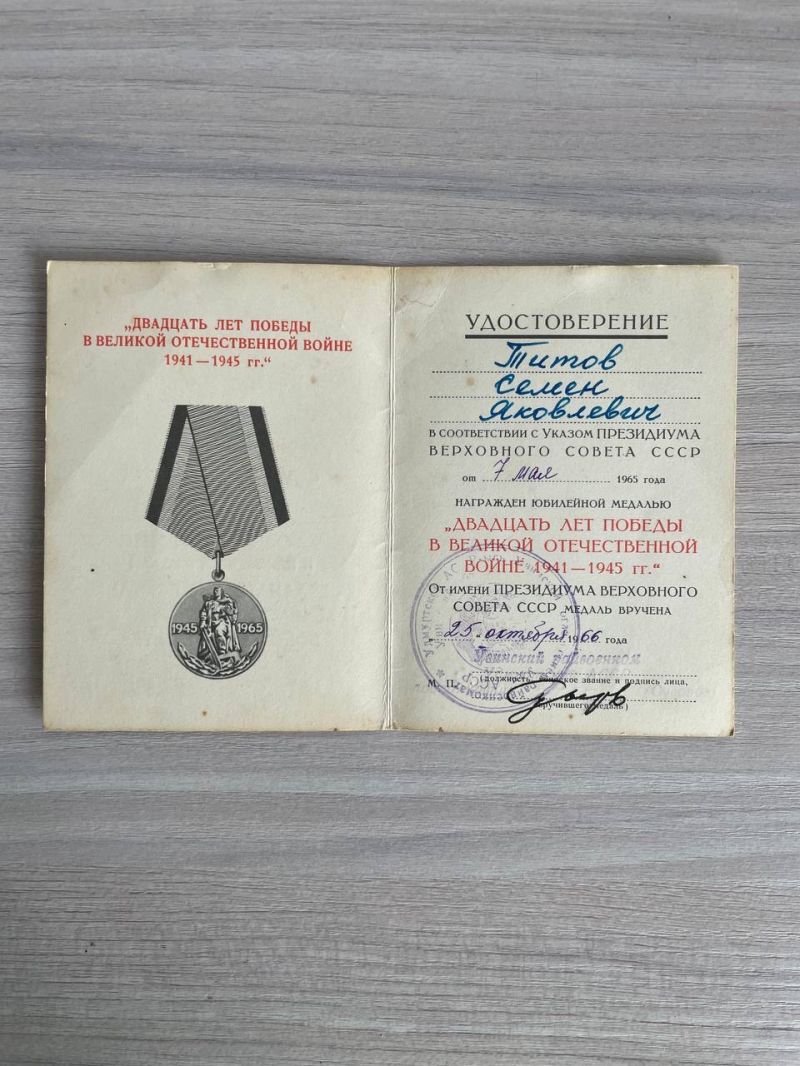 „ДВАДЦАТЬ ЛЕТ ПОБЕДЫ
В ВЕЛИКОЙ ОТЕЧЕСТВЕННОЙ ВОЙНЕ
1941—1945 гг.“
1945 1965
УДОСТОВЕРЕНИЕ
Титов
Семен
Яковлевич
В СООТВЕТСТВИИ С УКАЗОМ ПРЕЗИДИУМА
ВЕРХОВНОГО СОВЕТА СССР
от 7 мая 1965 года
НАГРАЖДЕН ЮБИЛЕЙНОЙ МЕДАЛЬЮ
„ДВАДЦАТЬ ЛЕТ ПОБЕДЫ
В ВЕЛИКОЙ ОТЕЧЕСТВЕННОЙ
ВОЙНЕ 1941—1945 гг.“
От имени ПРЕЗИДИУМА ВЕРХОВНОГО
СОВЕТА СССР МЕДАЛЬ ВРУЧЕНА
„25 октября 1966 года
Увинский райвоенком
М. П. (должность, воинское звание и подпись лица,
вручившего медаль)